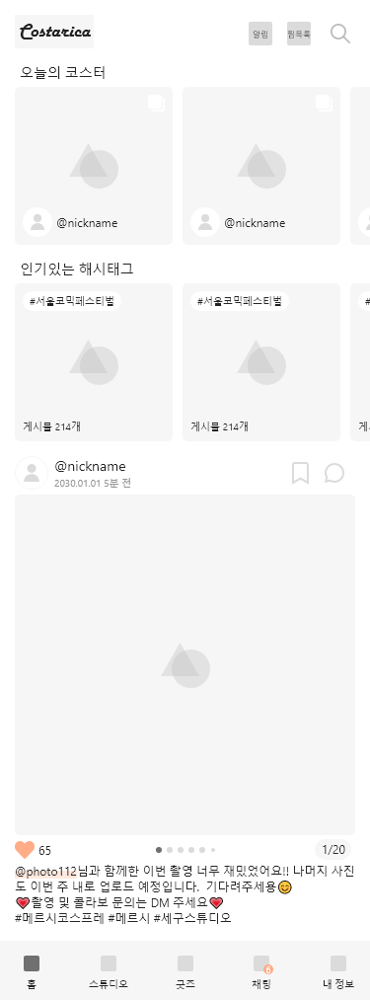 Costarica
알림
찜목록
오늘의 코스터
@nickname
@nickname
인기있는 해시태그
#서울코믹페스티벌
#서울코믹페스티벌
#
게시물 214개
게시물 214개
게
@nickname
2030.01.01 5분 전
65
1/20
@photo112님과 함께한 이번 촬영 너무 재밌었어요!! 나머지 사진
도 이번 주 내로 업로드 예정입니다. 기다려주세용😊
💗촬영 및 콜라보 문의는 DM 주세요💗
#메르시코스프레 #메르시 #세구스튜디오
6
홈
스튜디오
굿즈
채팅
내 정보